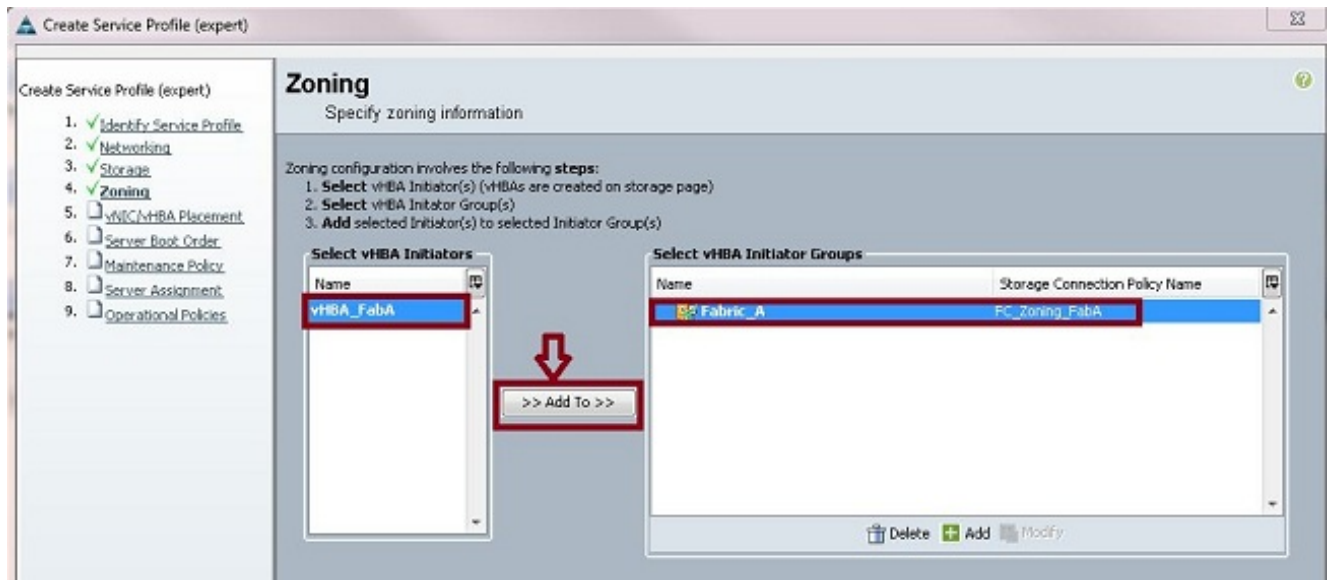 Create Service Profile (expert)
Create Service Profile (expert)
1. Identify Service Profile
2. Networking
3. Storage
4. Zoning
5. vNIC/vHBA Placement
6. Server Boot Order
7. Maintenance Policy
8. Server Assignment
9. Operational Policies
Zoning
Specify zoning information
Zoning configuration involves the following steps:
1. Select vHBA Initiator(s) (vHBAs are created on storage page)
2. Select vHBA Initator Group(s)
3. Add selected Initiator(s) to selected Initiator Group(s)
Select vHBA Initiators
Name
vHBA_FabA
>> Add To >>
Select vHBA Initiator Groups
Name Storage Connection Policy Name
Fabric_A FC_Zoning_FabA
Delete Add Modify